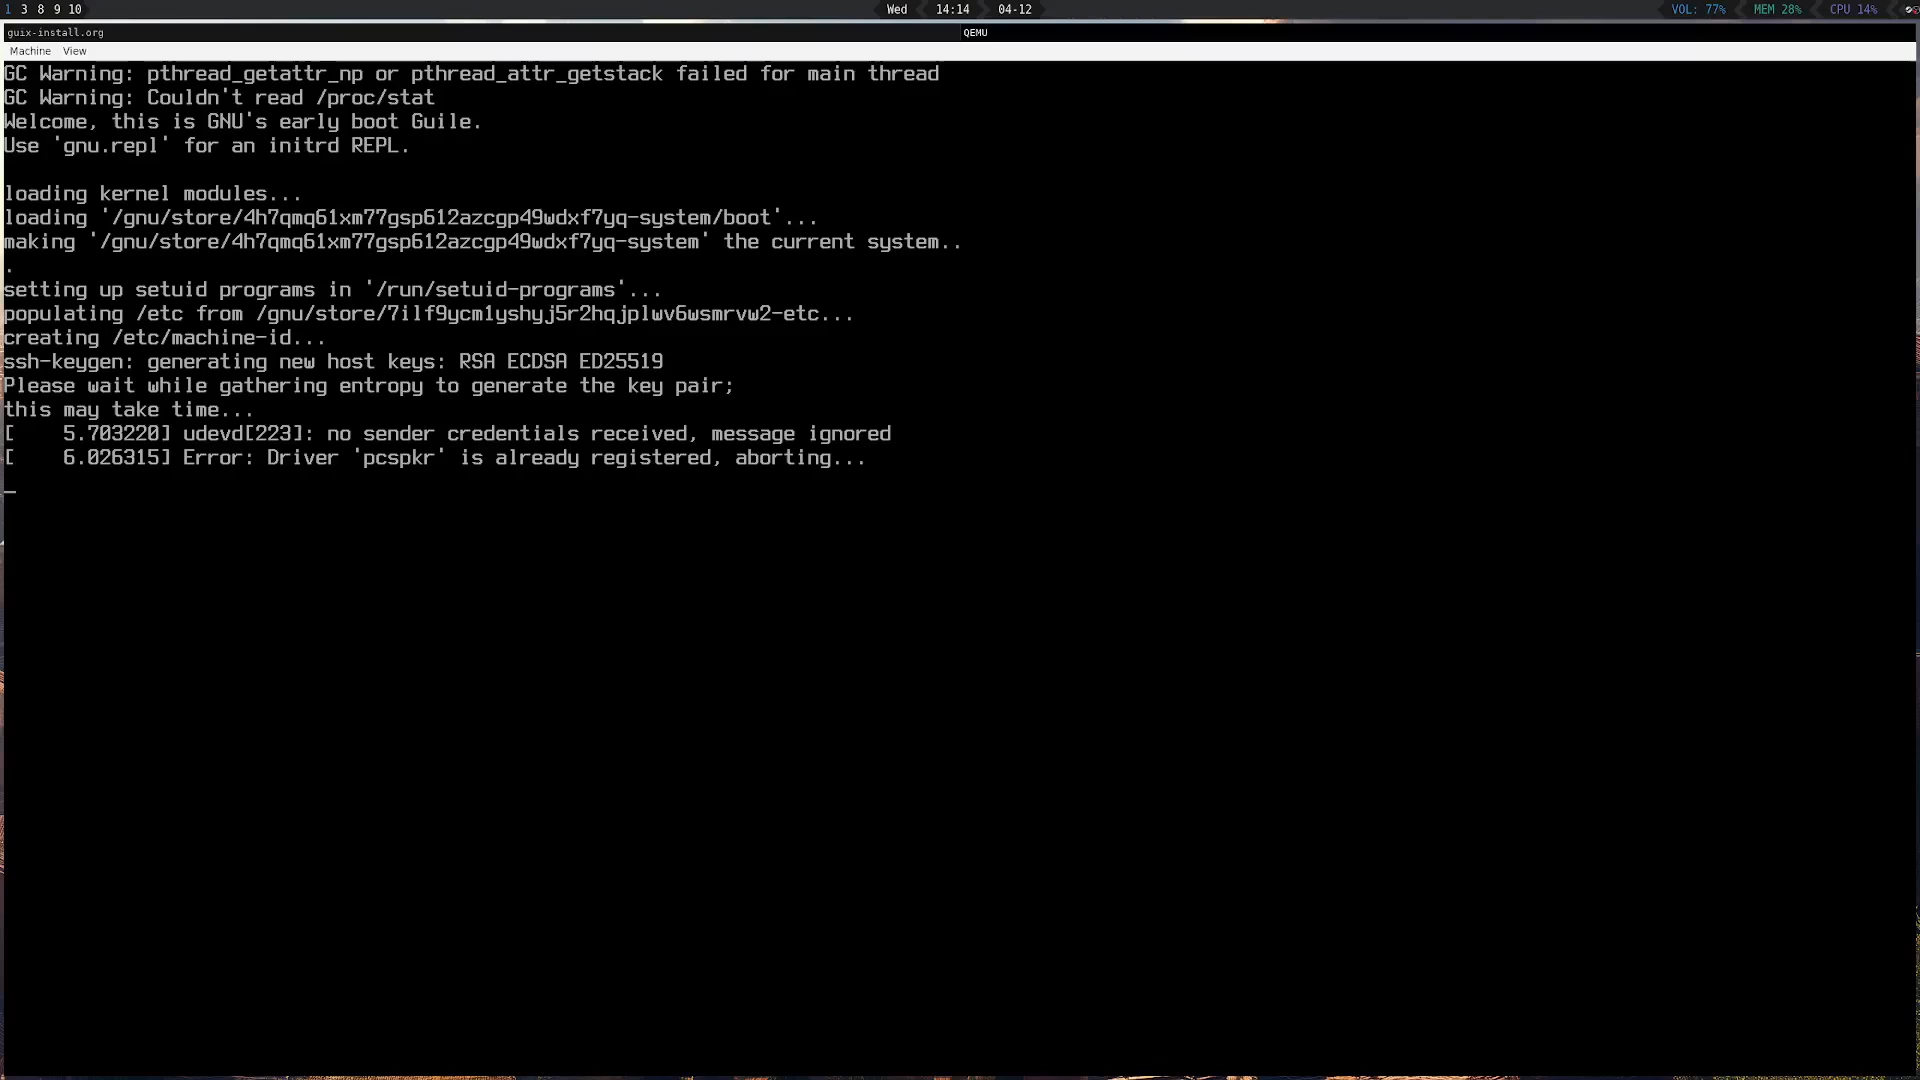 1 3 8 9 10
Wed 14:14 04-12
VOL: 77% MEM 28% CPU 14%
guix-install.org
QEMU
Machine View
GC Warning: pthread_getattr_np or pthread_attr_getstack failed for main thread
GC Warning: Couldn't read /proc/stat
Welcome, this is GNU's early boot Guile.
Use 'gnu.repl' for an initrd REPL.
loading kernel modules...
loading '/gnu/store/4h7qmq61xm77gsp612azcgp49wdxf7yq-system/boot'...
making '/gnu/store/4h7qmq61xm77gsp612azcgp49wdxf7yq-system' the current system..
.
setting up setuid programs in '/run/setuid-programs'...
populating /etc from /gnu/store/7ilf9ycm1yshyj5r2hqjplwv6wsmrvw2-etc...
creating /etc/machine-id...
ssh-keygen: generating new host keys: RSA ECDSA ED25519
Please wait while gathering entropy to generate the key pair;
this may take time...
[    5.703220] udevd[223]: no sender credentials received, message ignored
[    6.026315] Error: Driver 'pcspkr' is already registered, aborting...